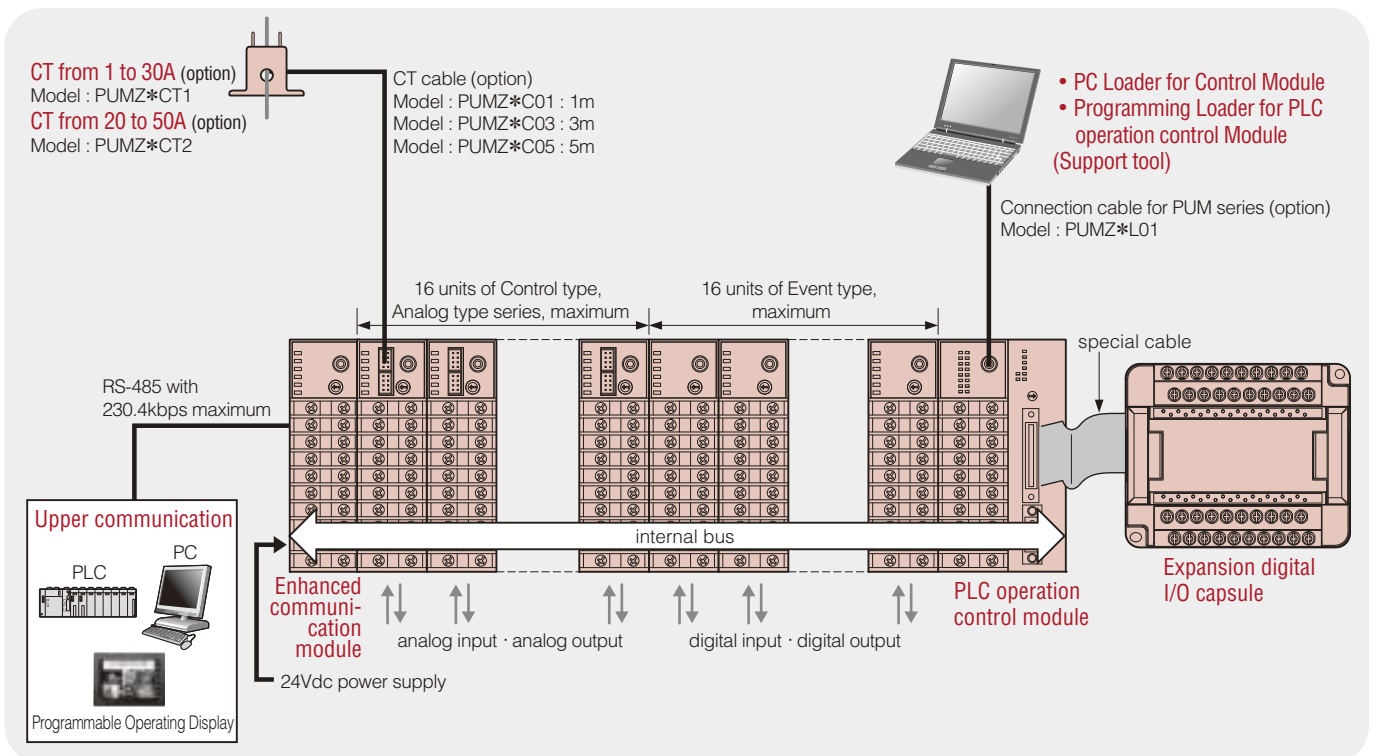 CT from 1 to 30A (option)
Model : PUMZ*CT1
CT from 20 to 50A (option)
Model : PUMZ*CT2
CT cable (option)
Model : PUMZ*C01 : 1m
Model : PUMZ*C03 : 3m
Model : PUMZ*C05 : 5m
• PC Loader for Control Module
• Programming Loader for PLC
operation control Module
(Support tool)
Connection cable for PUM series (option)
Model : PUMZ*L01
16 units of Control type,
Analog type series, maximum
16 units of Event type,
maximum
special cable
RS-485 with
230.4kbps maximum
Upper communication
PC
PLC
Programmable Operating Display
internal bus
Enhanced
communi-
cation
module
analog input · analog output
digital input · digital output
PLC operation
control module
Expansion digital
I/O capsule
24Vdc power supply